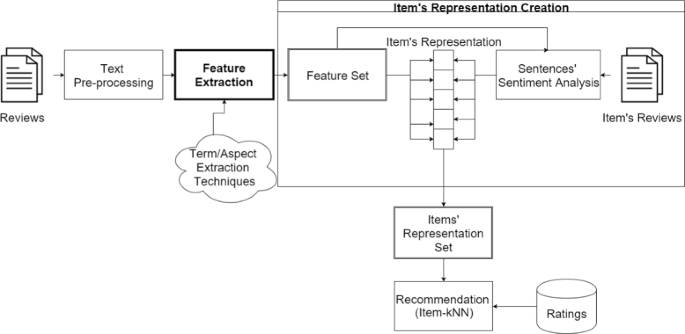 Item's Representation Creation
Item's Representation
Text
Pre-processing
Feature
Extraction
Feature Set
Sentences'
Sentiment Analysis
Reviews
Item's Reviews
Term/Aspect
Extraction
Techniques
Items'
Representation
Set
Recommendation
(Item-kNN)
Ratings